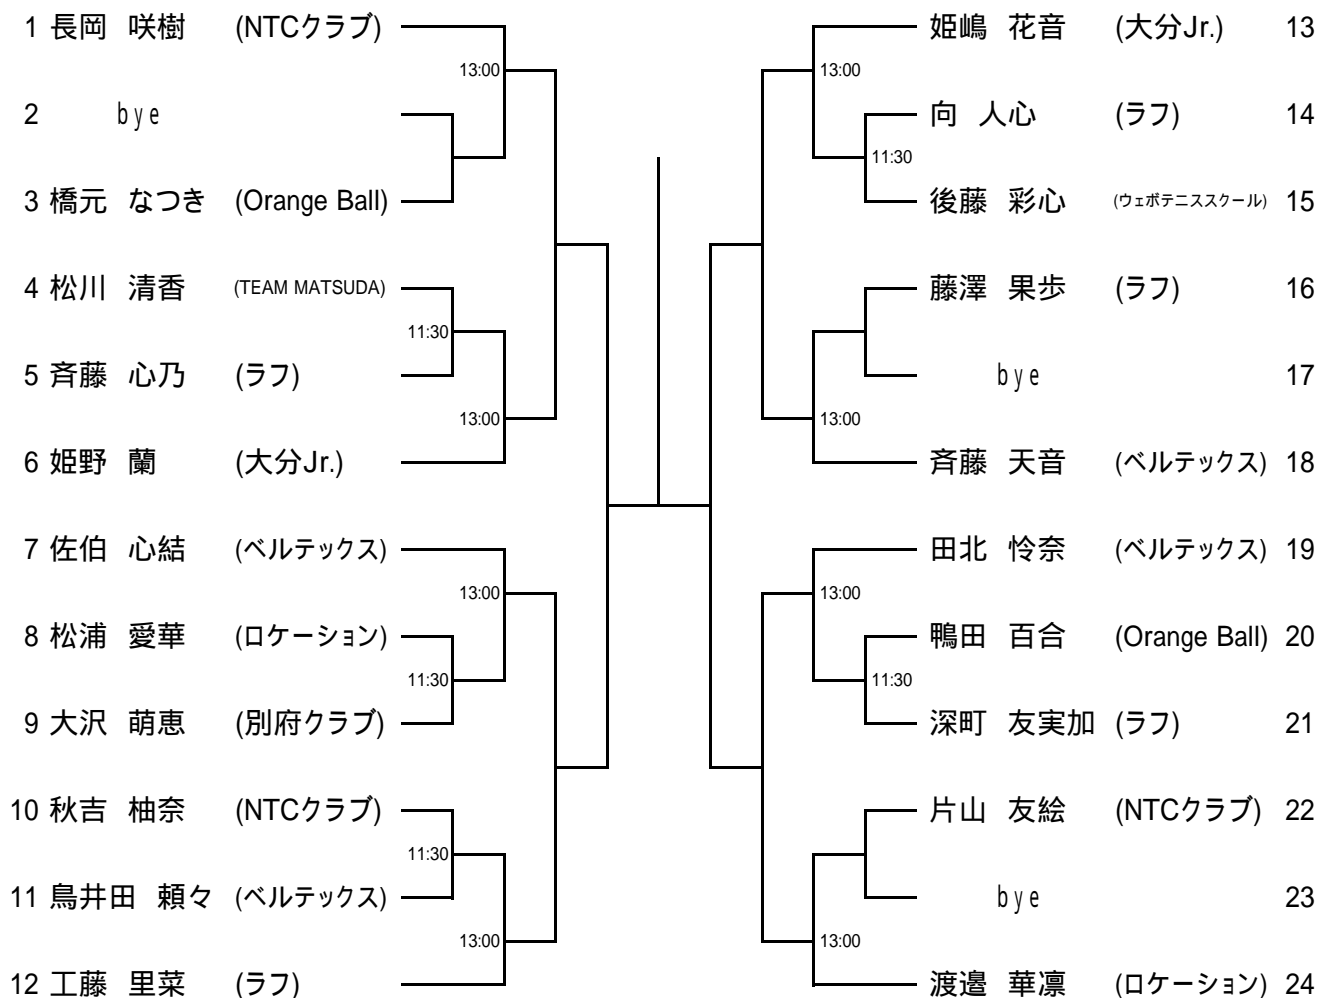 1 長岡 咲樹 (NTCクラブ)
13:00
2 bye
3 橋元 なつき (Orange Ball)
4 松川 清香 (TEAM MATSUDA)
11:30
5 斉藤 心乃 (ラフ)
13:00
6 姫野 蘭 (大分Jr.)
7 佐伯 心結 (ベルテックス)
13:00
8 松浦 愛華 (ロケーション)
11:30
9 大沢 萌恵 (別府クラブ)
10 秋吉 柚奈 (NTCクラブ)
11:30
11 鳥井田 頼々 (ベルテックス)
13:00
12 工藤 里菜 (ラフ)
姫嶋 花音 (大分Jr.) 13
13:00
向 人心 (ラフ) 14
11:30
後藤 彩心 (ウェボテニススクール) 15
藤澤 果歩 (ラフ) 16
bye 17
13:00
斉藤 天音 (ベルテックス) 18
田北 怜奈 (ベルテックス) 19
13:00
鴨田 百合 (Orange Ball) 20
11:30
深町 友実加 (ラフ) 21
片山 友絵 (NTCクラブ) 22
bye 23
13:00
渡邉 華凛 (ロケーション) 24